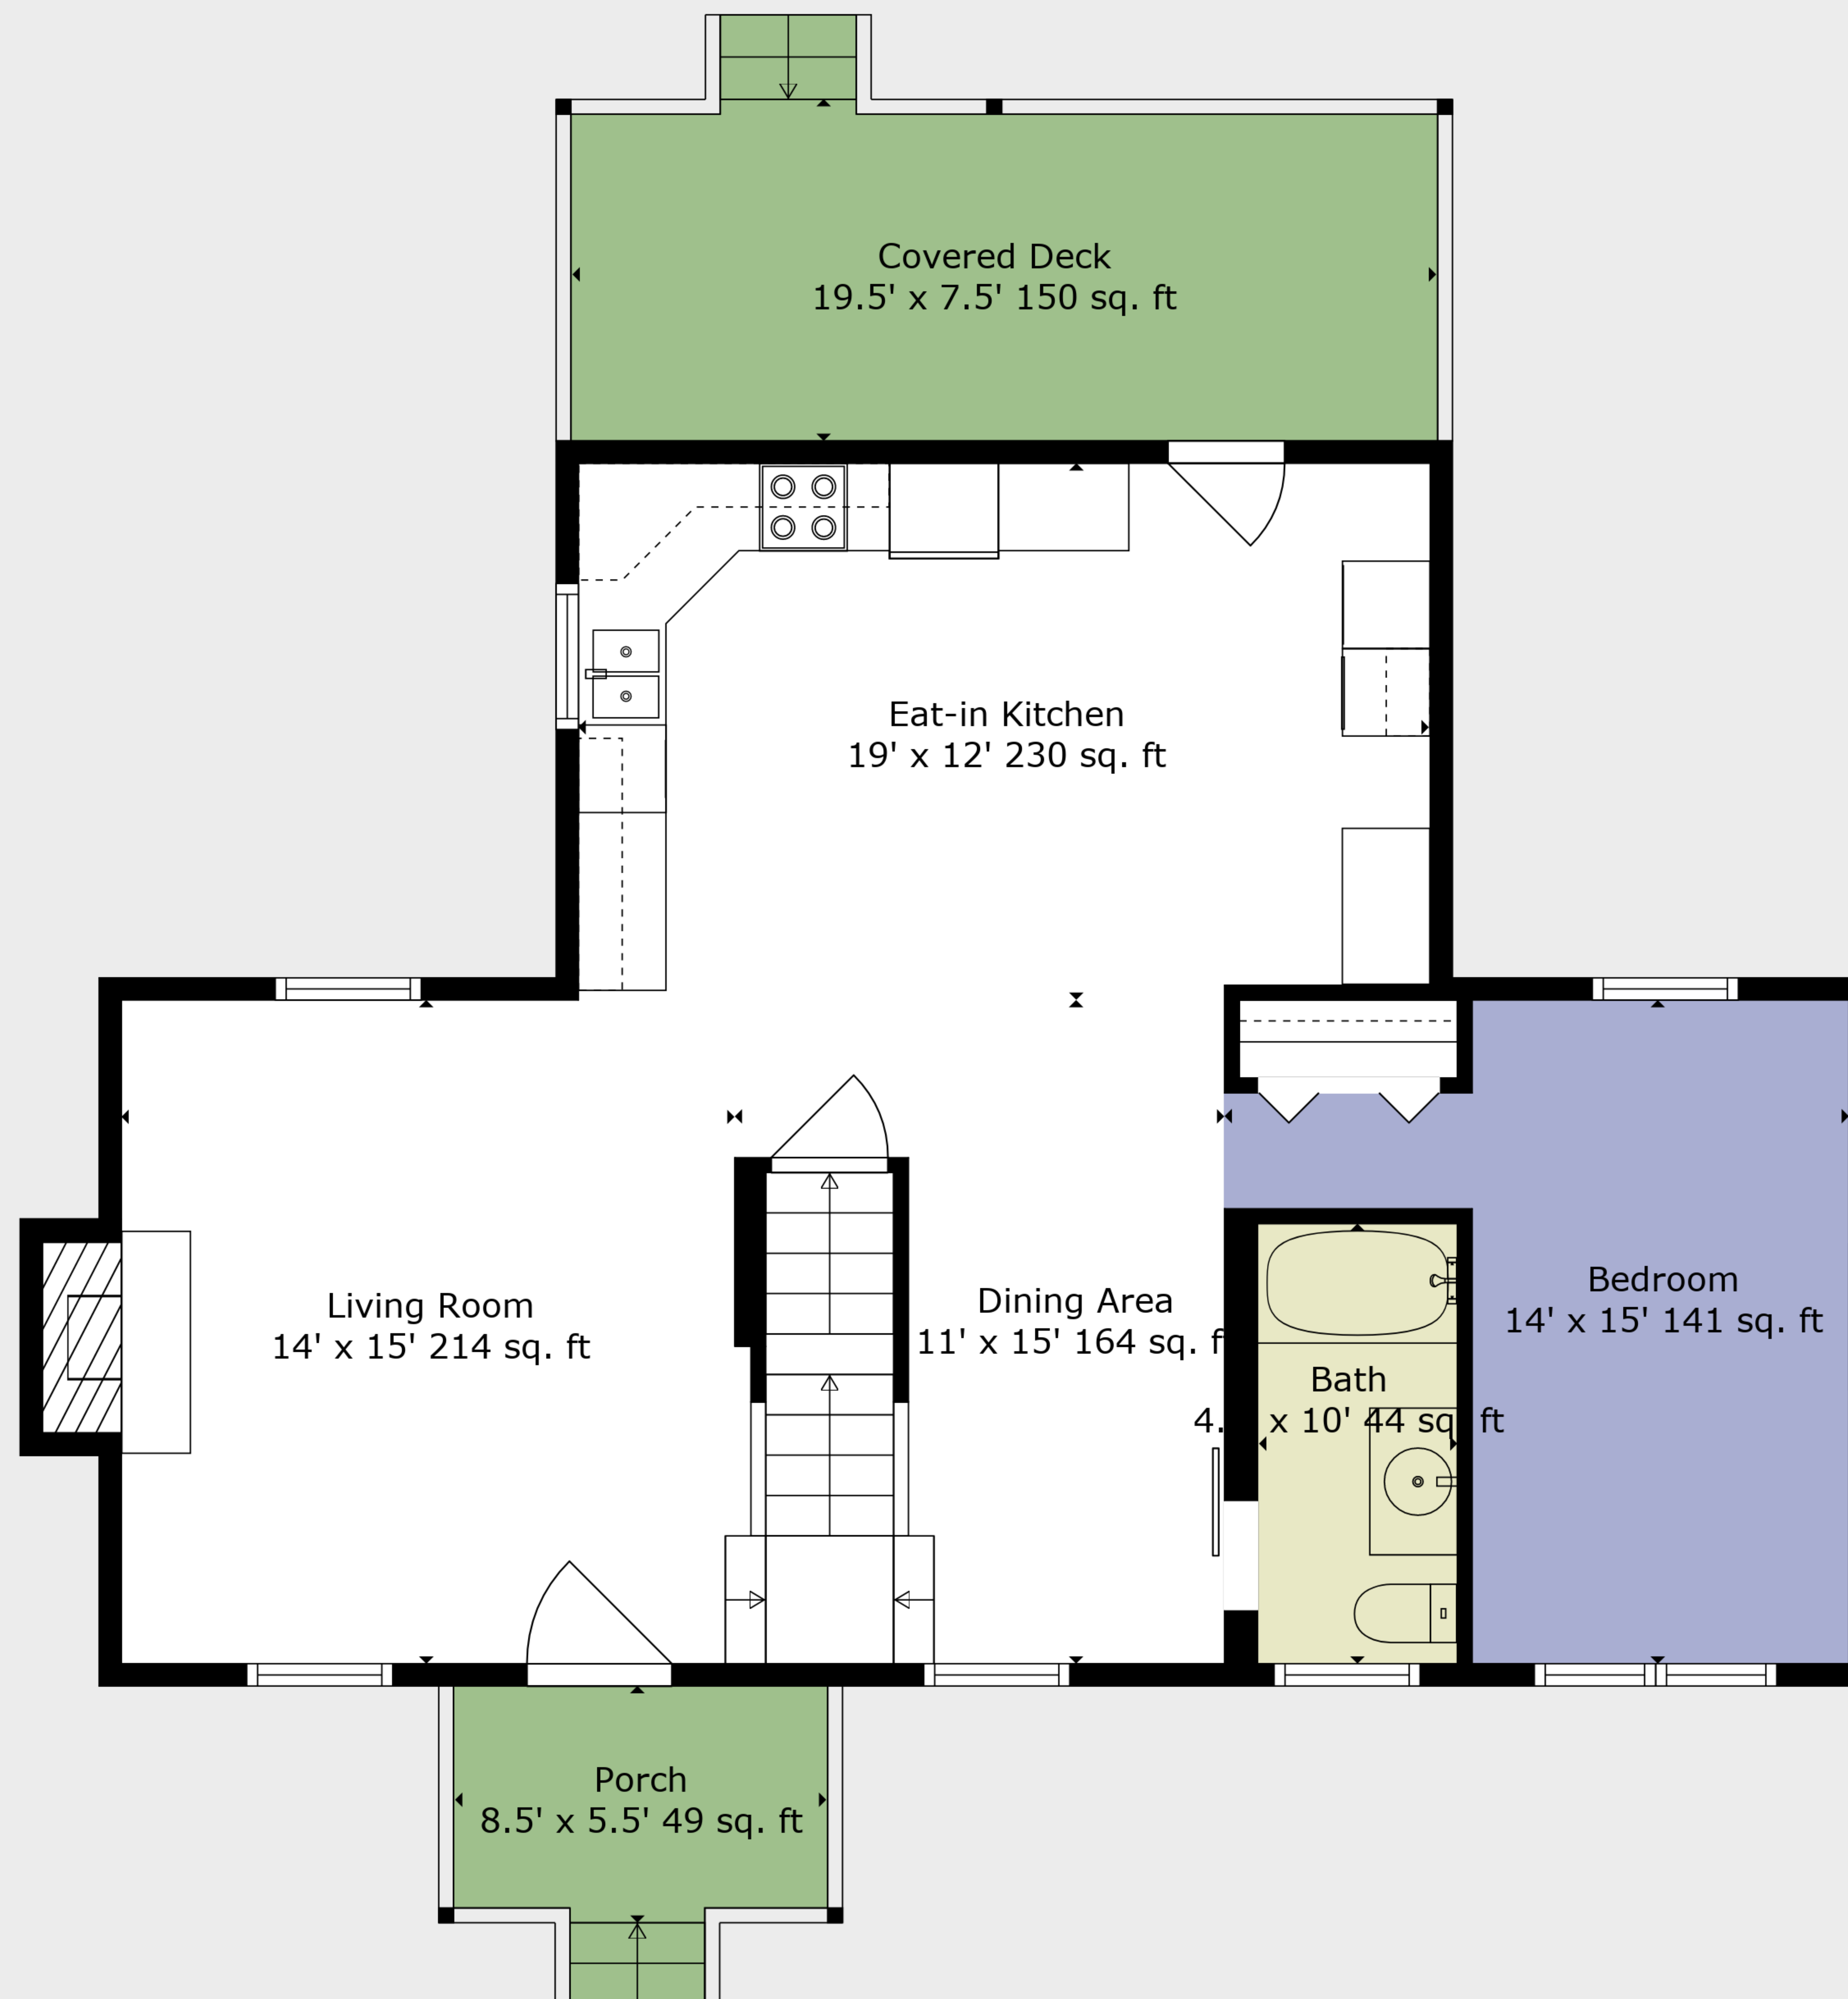 Covered Deck
19.5' x 7.5' 150 sq. ft
Eat-in Kitchen
19' x 12' 230 sq. ft
Living Room
14' x 15' 214 sq. ft
Dining Area
11' x 15' 164 sq. f
Bedroom
14' x 15' 141 sq. ft
Bath
4. x 10' 44 sq. ft
Porch
8.5' x 5.5' 49 sq. ft